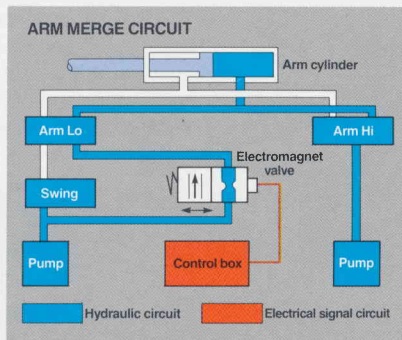 ARM MERGE CIRCUIT
Arm cylinder
Arm Lo
Arm Hi
Electromagnet
valve
Swing
Pump
Control box
Pump
Hydraulic circuit
Electrical signal circuit